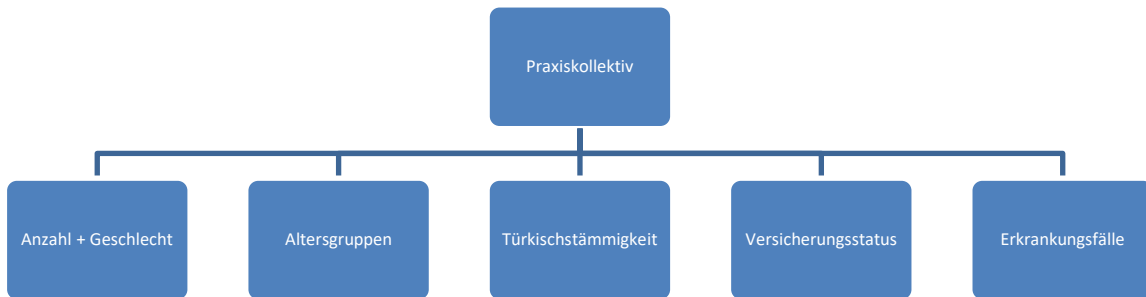 Praxiskollektiv
Anzahl + Geschlecht
Altersgruppen
Türkischstämmigkeit
Versicherungsstatus
Erkrankungsfälle